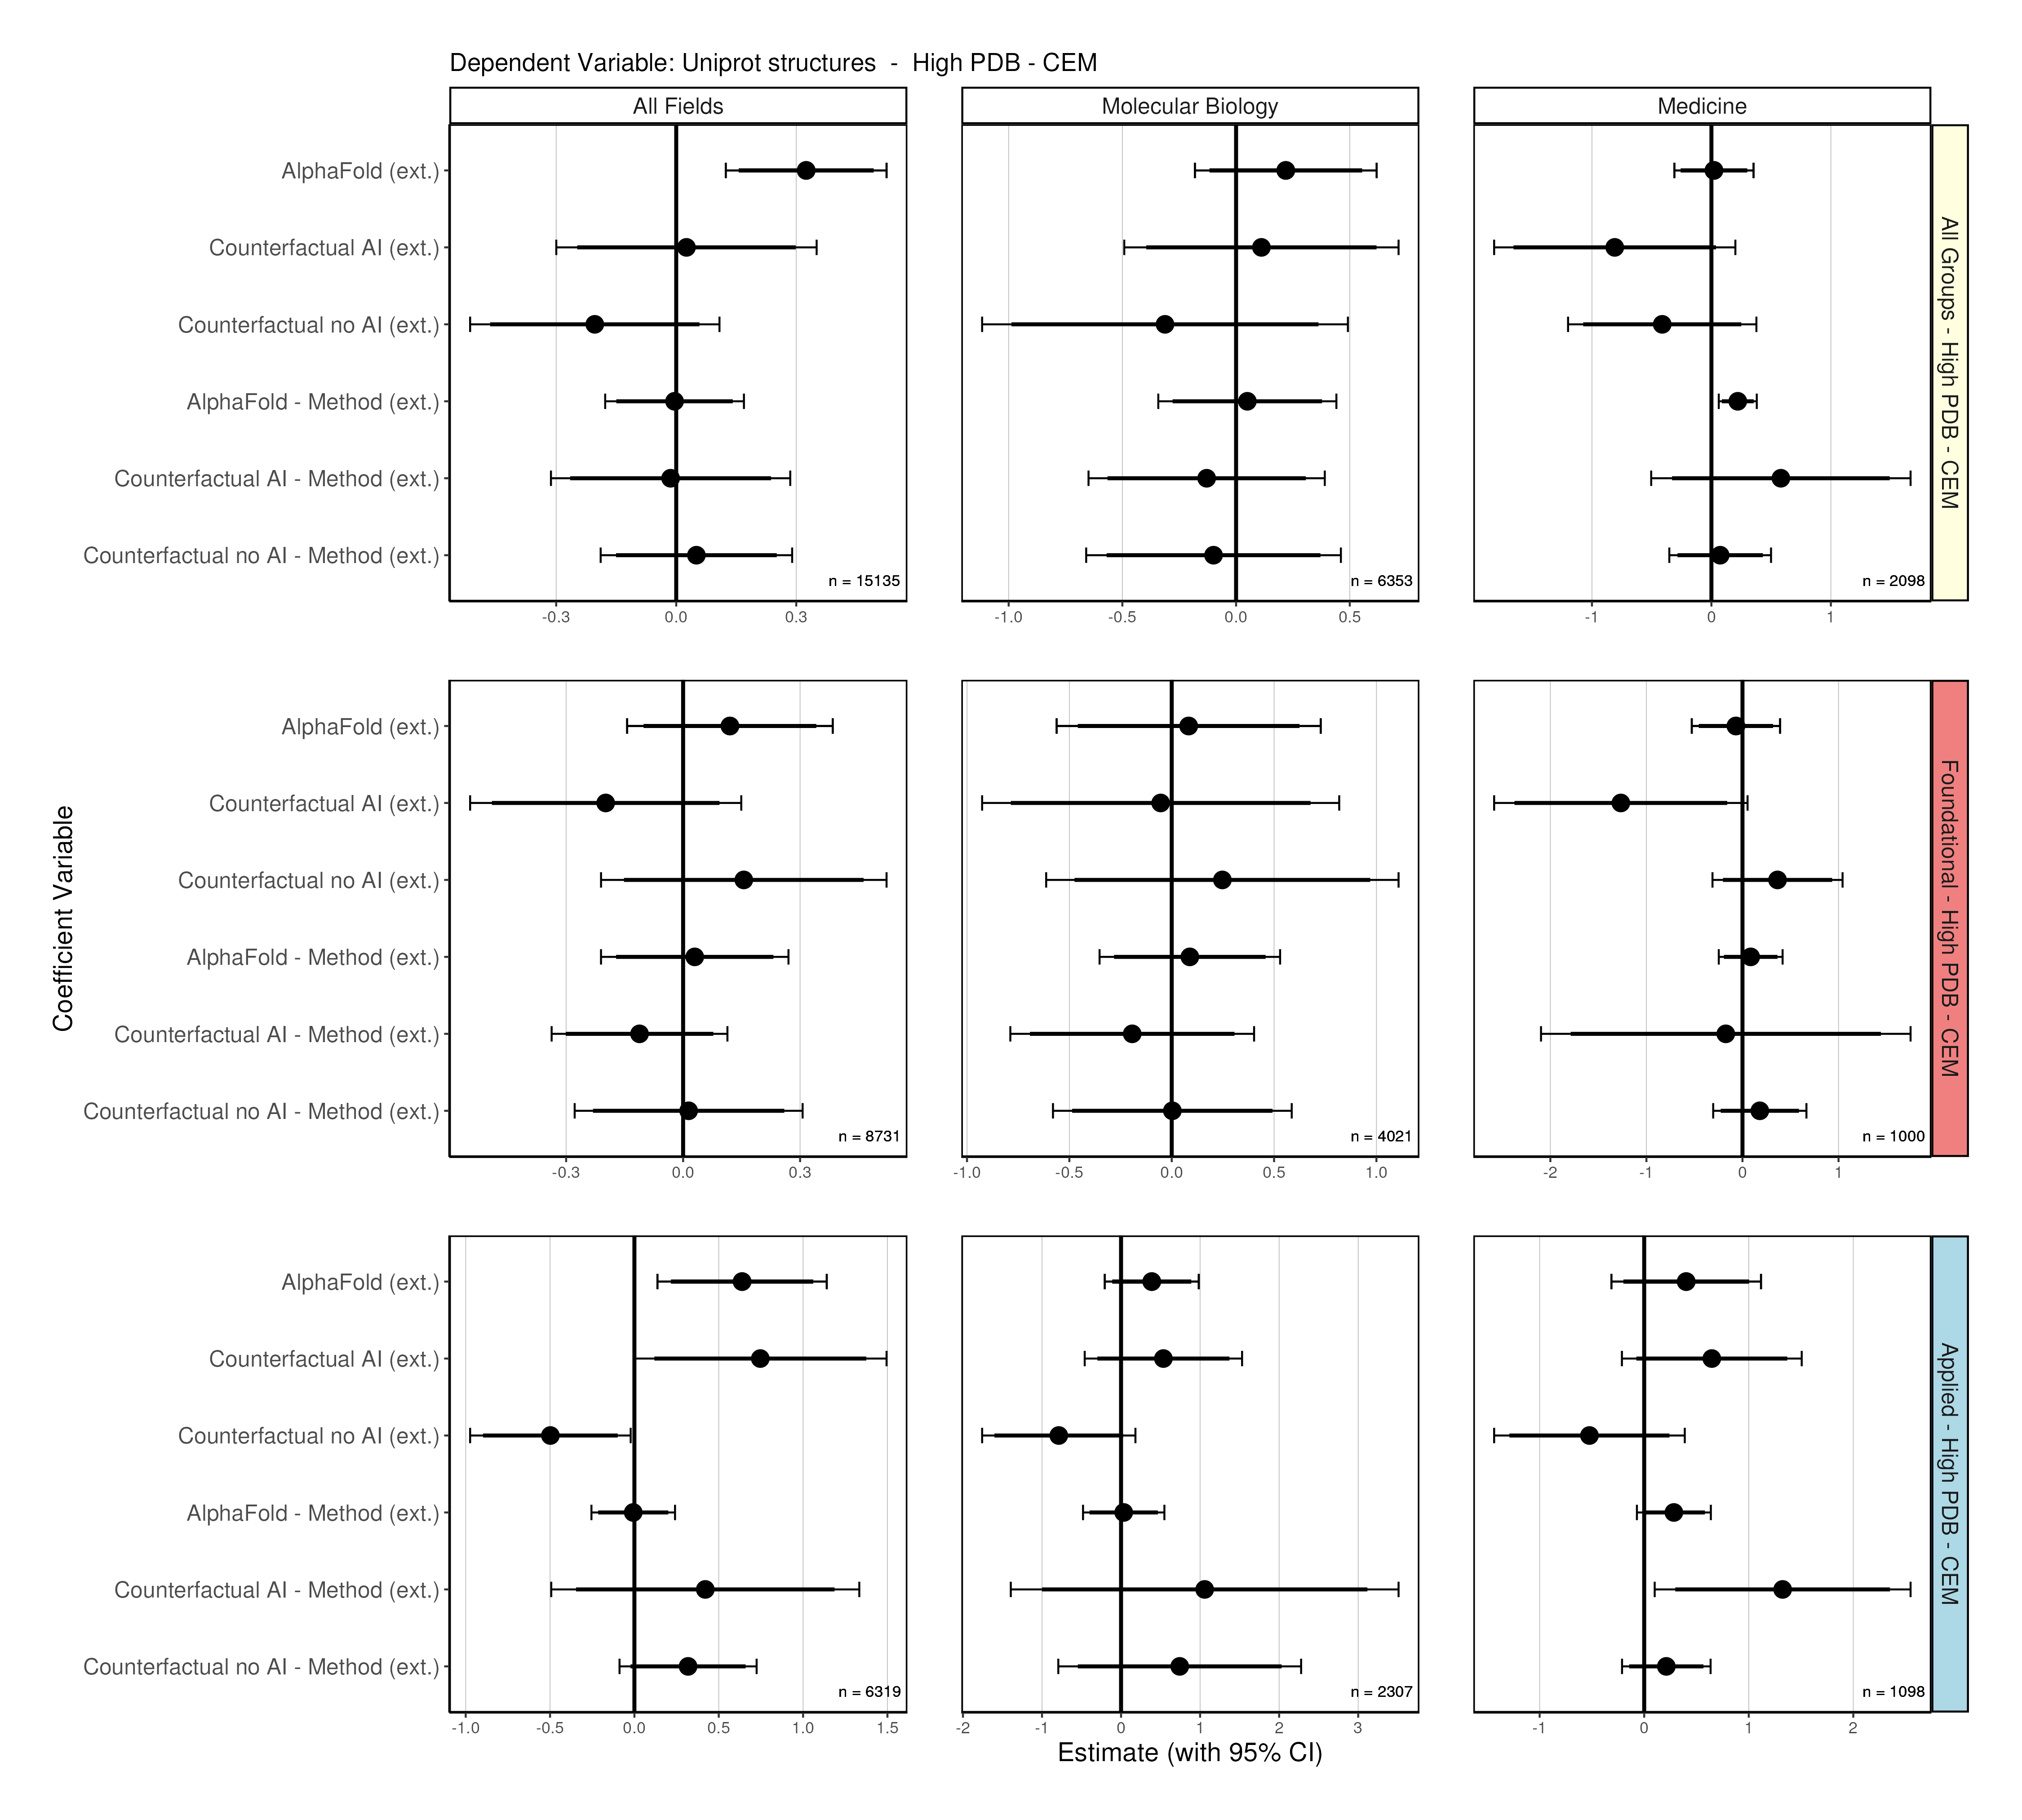 Dependent Variable: Uniprot structures - High PDB - CEM
All Fields
Molecular Biology
Medicine
AlphaFold (ext.)
Counterfactual AI (ext.)
Counterfactual no AI (ext.)
AlphaFold - Method (ext.)
Counterfactual AI - Method (ext.)
Counterfactual no AI - Method (ext.)
n = 15135
n = 6353
n = 2098
-0.3 0.0 0.3
-1.0 -0.5 0.0 0.5
-1 0 1
All Groups - High PDB - CEM
Coefficient Variable
AlphaFold (ext.)
Counterfactual AI (ext.)
Counterfactual no AI (ext.)
AlphaFold - Method (ext.)
Counterfactual AI - Method (ext.)
Counterfactual no AI - Method (ext.)
n = 8731
n = 4021
n = 1000
-0.3 0.0 0.3
-1.0 -0.5 0.0 0.5 1.0
-2 -1 0 1
Foundational - High PDB - CEM
AlphaFold (ext.)
Counterfactual AI (ext.)
Counterfactual no AI (ext.)
AlphaFold - Method (ext.)
Counterfactual AI - Method (ext.)
Counterfactual no AI - Method (ext.)
n = 6319
n = 2307
n = 1098
-1.0 -0.5 0.0 0.5 1.0 1.5
-2 -1 0 1 2 3
-1 0 1 2
Applied - High PDB - CEM
Estimate (with 95% CI)